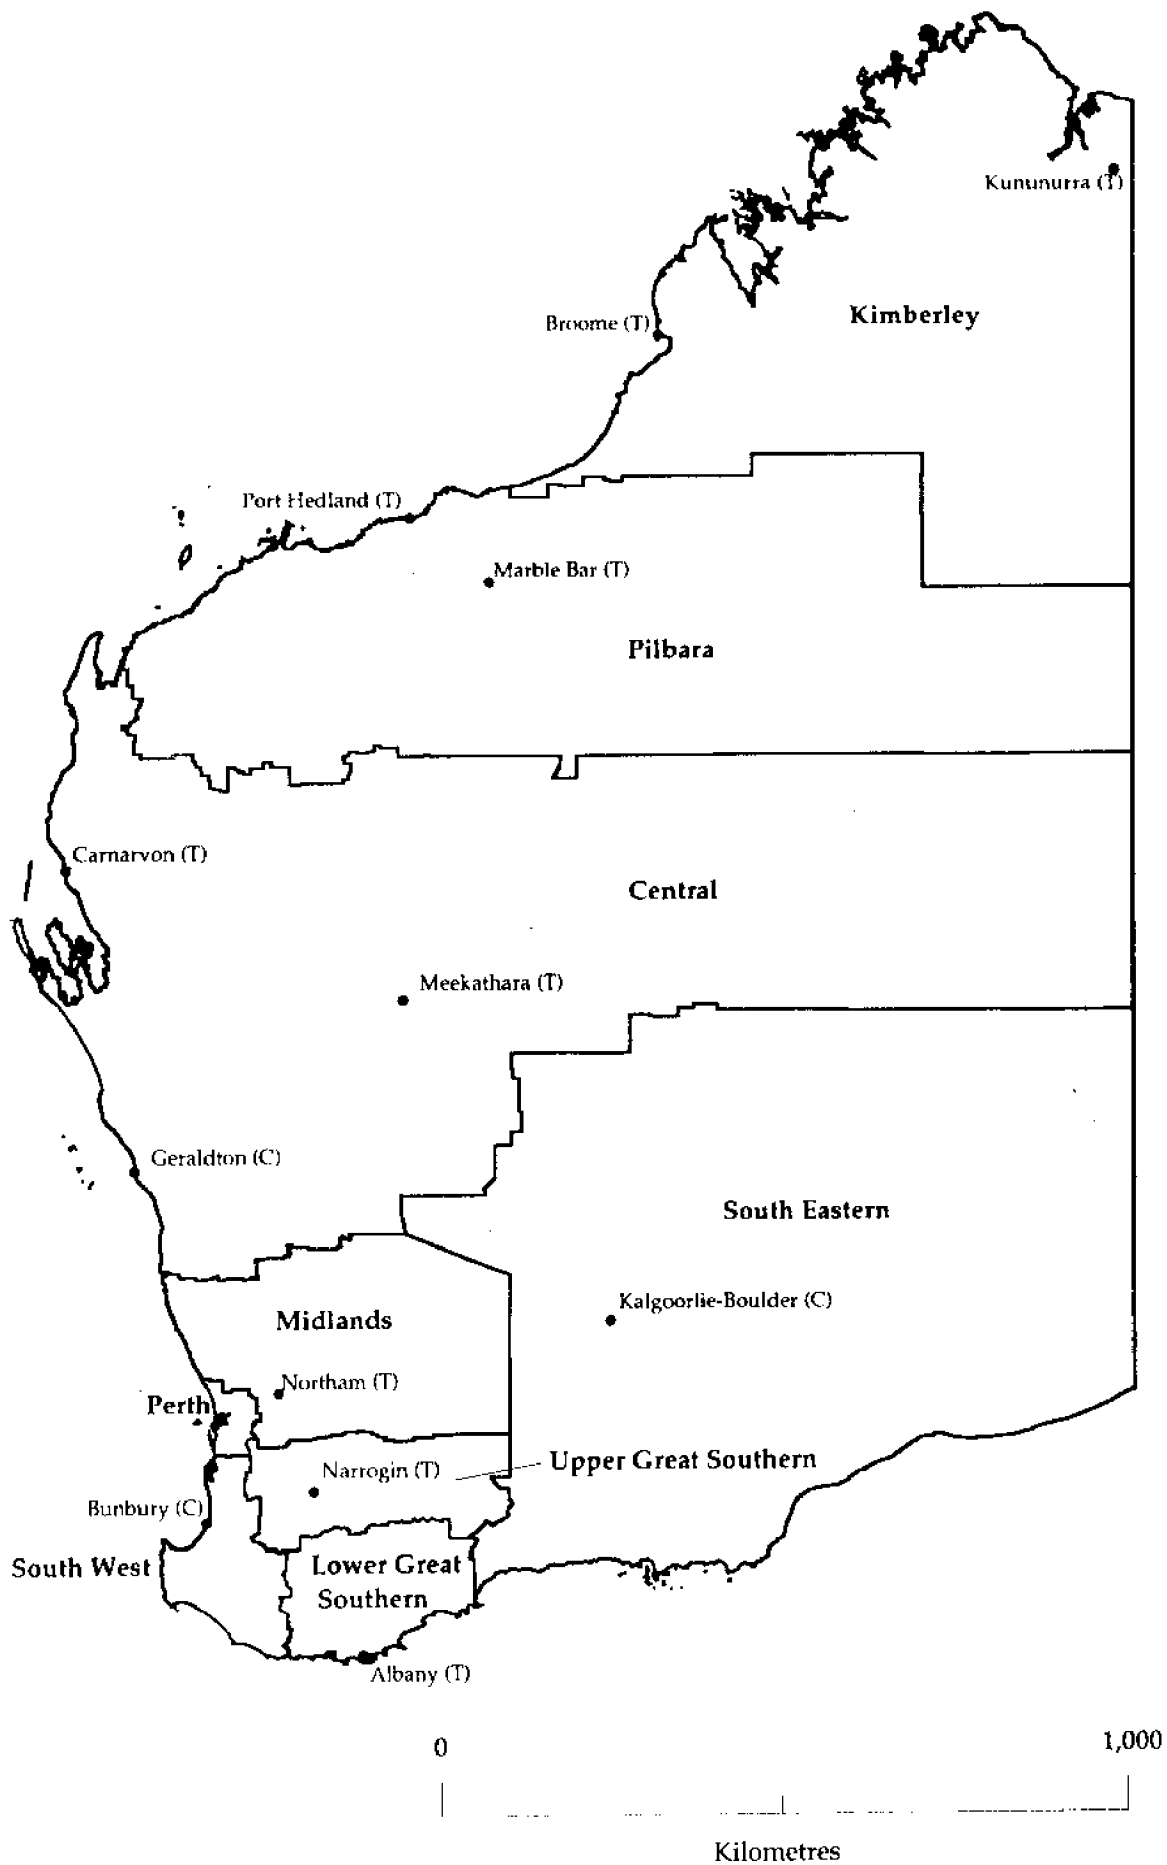 Kununurra (T)
Kimberley
Broome (T)
Port Hedland (T)
Marble Bar (T)
Pilbara
Carnarvon (T)
Central
Meekathara (T)
Geraldton (C)
South Eastern
Kalgoorlie-Boulder (C)
Midlands
Northam (T)
Perth
Upper Great Southern
Narrogin (T)
Bunbury (C)
South West
Lower Great
Southern
Albany (T)
0
1,000
Kilometres